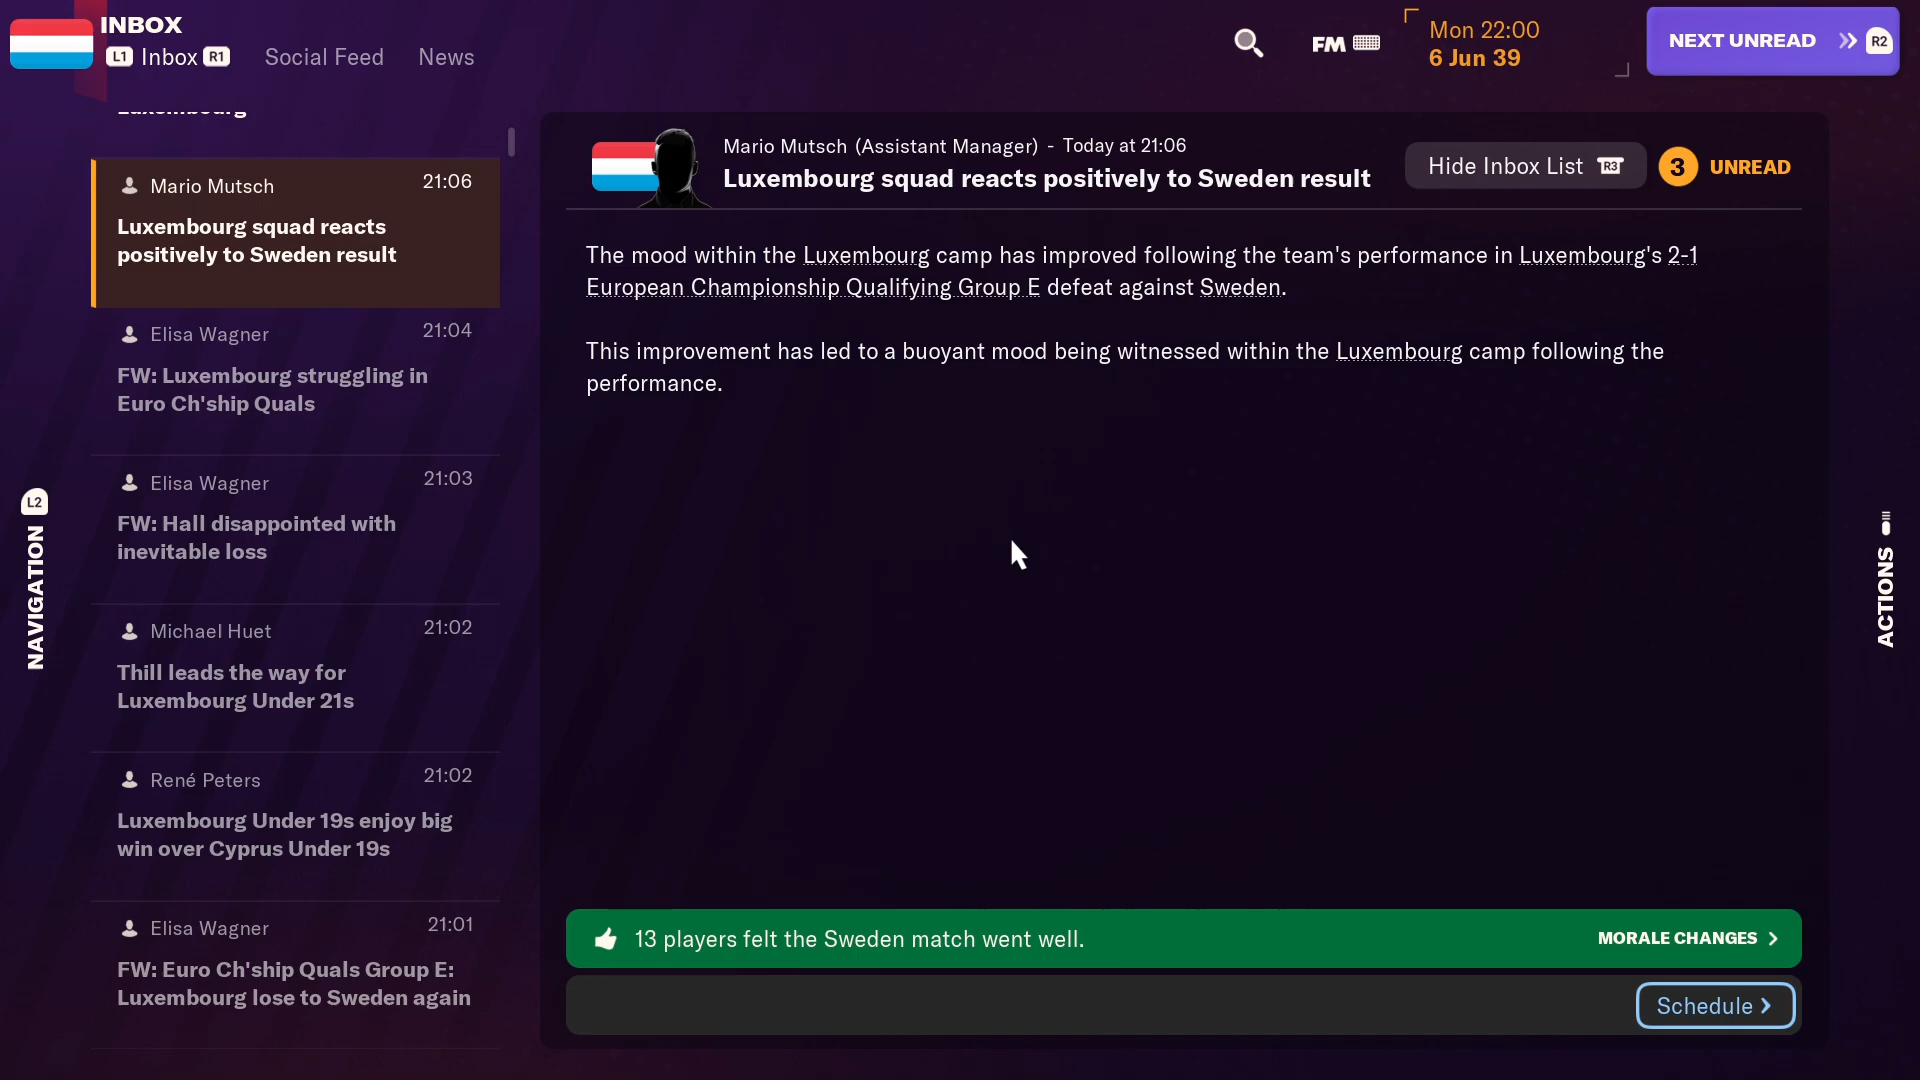 INBOX
L1 Inbox R1 Social Feed News
FM
Mon 22:00
6 Jun 39
NEXT UNREAD R2
Luxembourg
Mario Mutsch 21:06
Luxembourg squad reacts
positively to Sweden result
Elisa Wagner 21:04
FW: Luxembourg struggling in
Euro Ch'ship Quals
Elisa Wagner 21:03
FW: Hall disappointed with
inevitable loss
Michael Huet 21:02
Thill leads the way for
Luxembourg Under 21s
René Peters 21:02
Luxembourg Under 19s enjoy big
win over Cyprus Under 19s
Elisa Wagner 21:01
FW: Euro Ch'ship Quals Group E:
Luxembourg lose to Sweden again
L2
NAVIGATION
Mario Mutsch (Assistant Manager) - Today at 21:06
Luxembourg squad reacts positively to Sweden result
Hide Inbox List R3
3 UNREAD
The mood within the Luxembourg camp has improved following the team's performance in Luxembourg's 2-1
European Championship Qualifying Group E defeat against Sweden.
This improvement has led to a buoyant mood being witnessed within the Luxembourg camp following the
performance.
13 players felt the Sweden match went well.
MORALE CHANGES
Schedule
ACTIONS